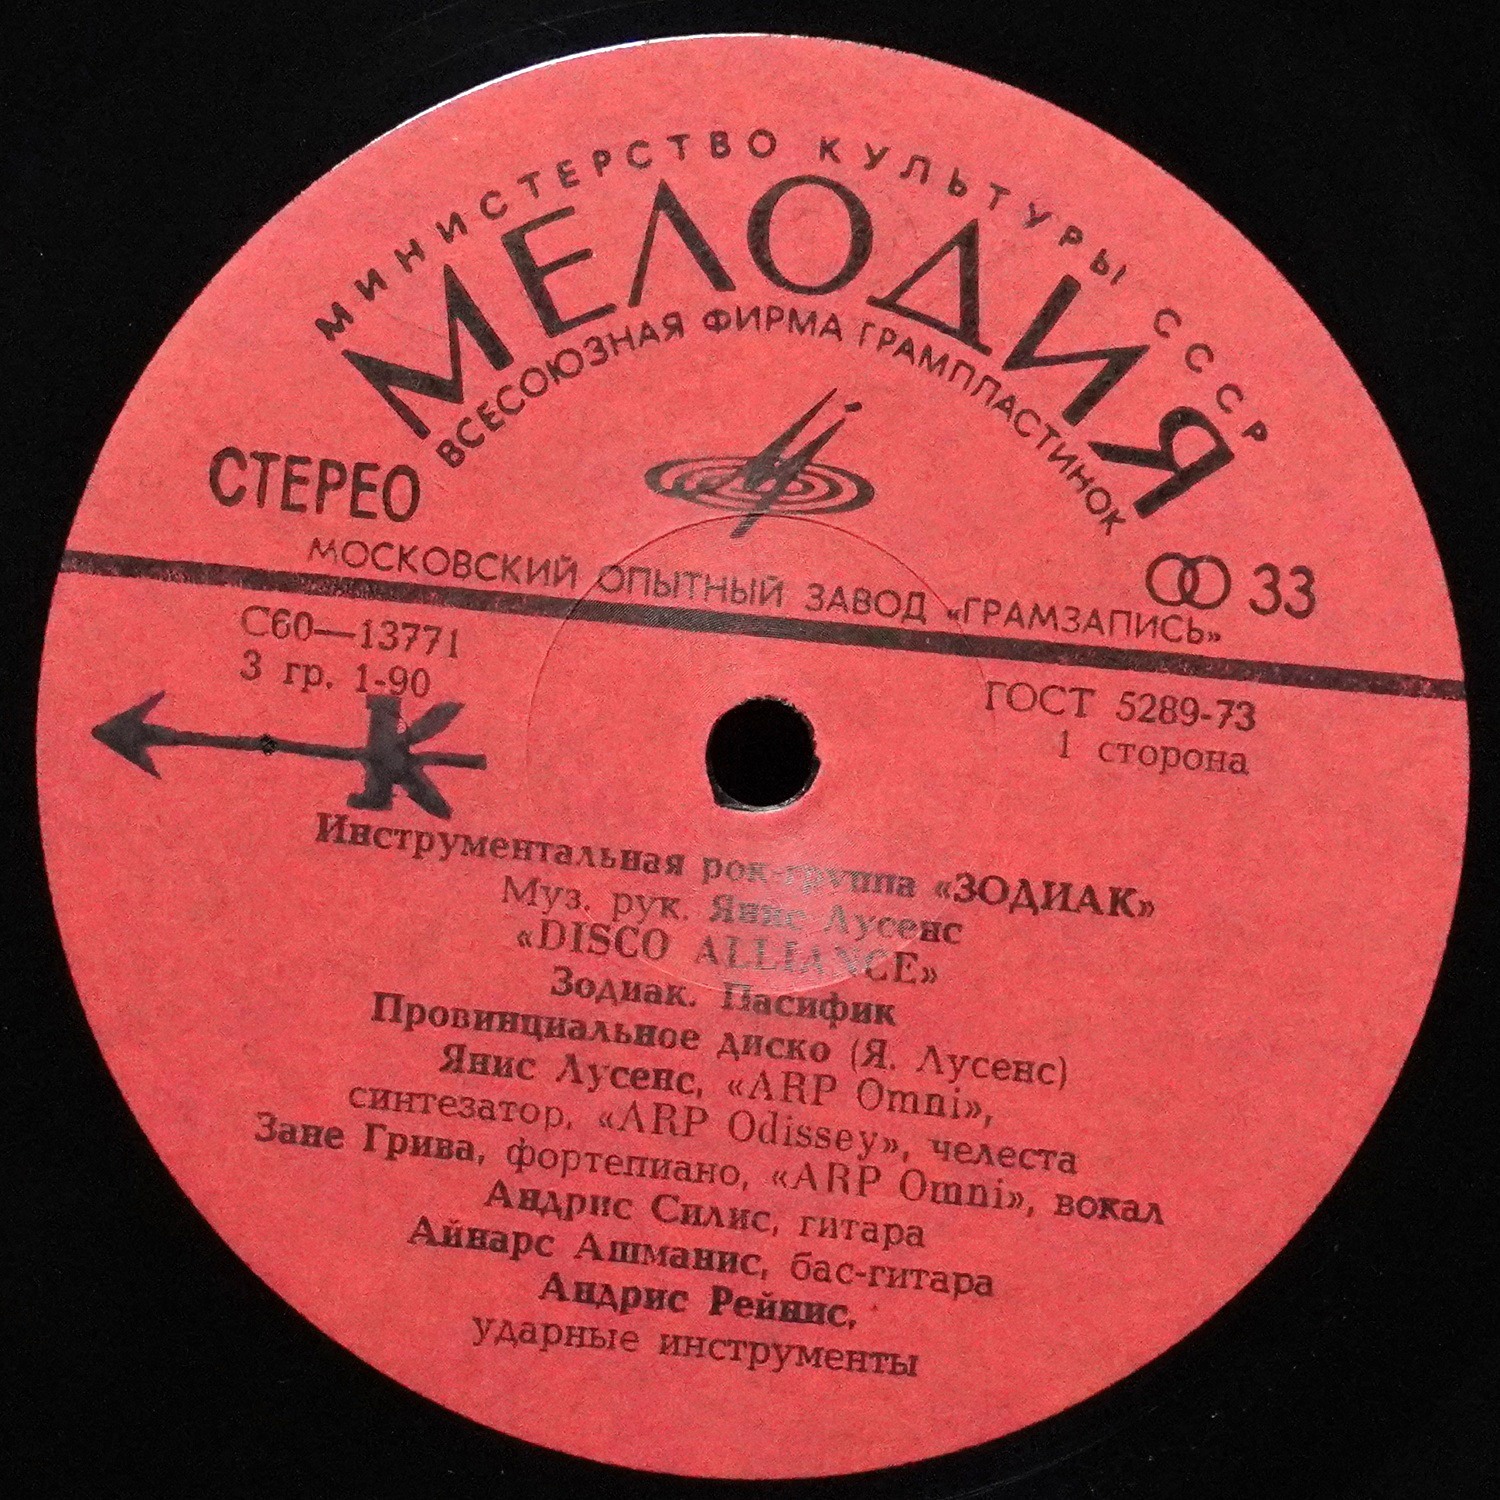 МИНИСТЕРСТВО КУЛЬТУРЫ СССР
МЕЛОДИЯ
ВСЕСОЮЗНАЯ ФИРМА ГРАМПЛАСТИНОК
СТЕРЕО
33
МОСКОВСКИЙ ОПЫТНЫЙ ЗАВОД «ГРАМЗАПИСЬ»
С60—13771
3 гр. 1-90
ГОСТ 5289-73
1 сторона
К
Инструментальная рок-группа «ЗОДИАК»
Муз. рук. Янис Лусенс
«DISCO ALLIANCE»
Зодиак. Пасифик
Провинциальное диско (Я. Лусенс)
Янис Лусенс, «ARP Omni»,
синтезатор, «ARP Odissey», челеста
Зане Грива, фортепиано, «ARP Omni», вокал
Андрис Силис, гитара
Айнарс Ашманис, бас-гитара
Андрис Рейнис,
ударные инструменты